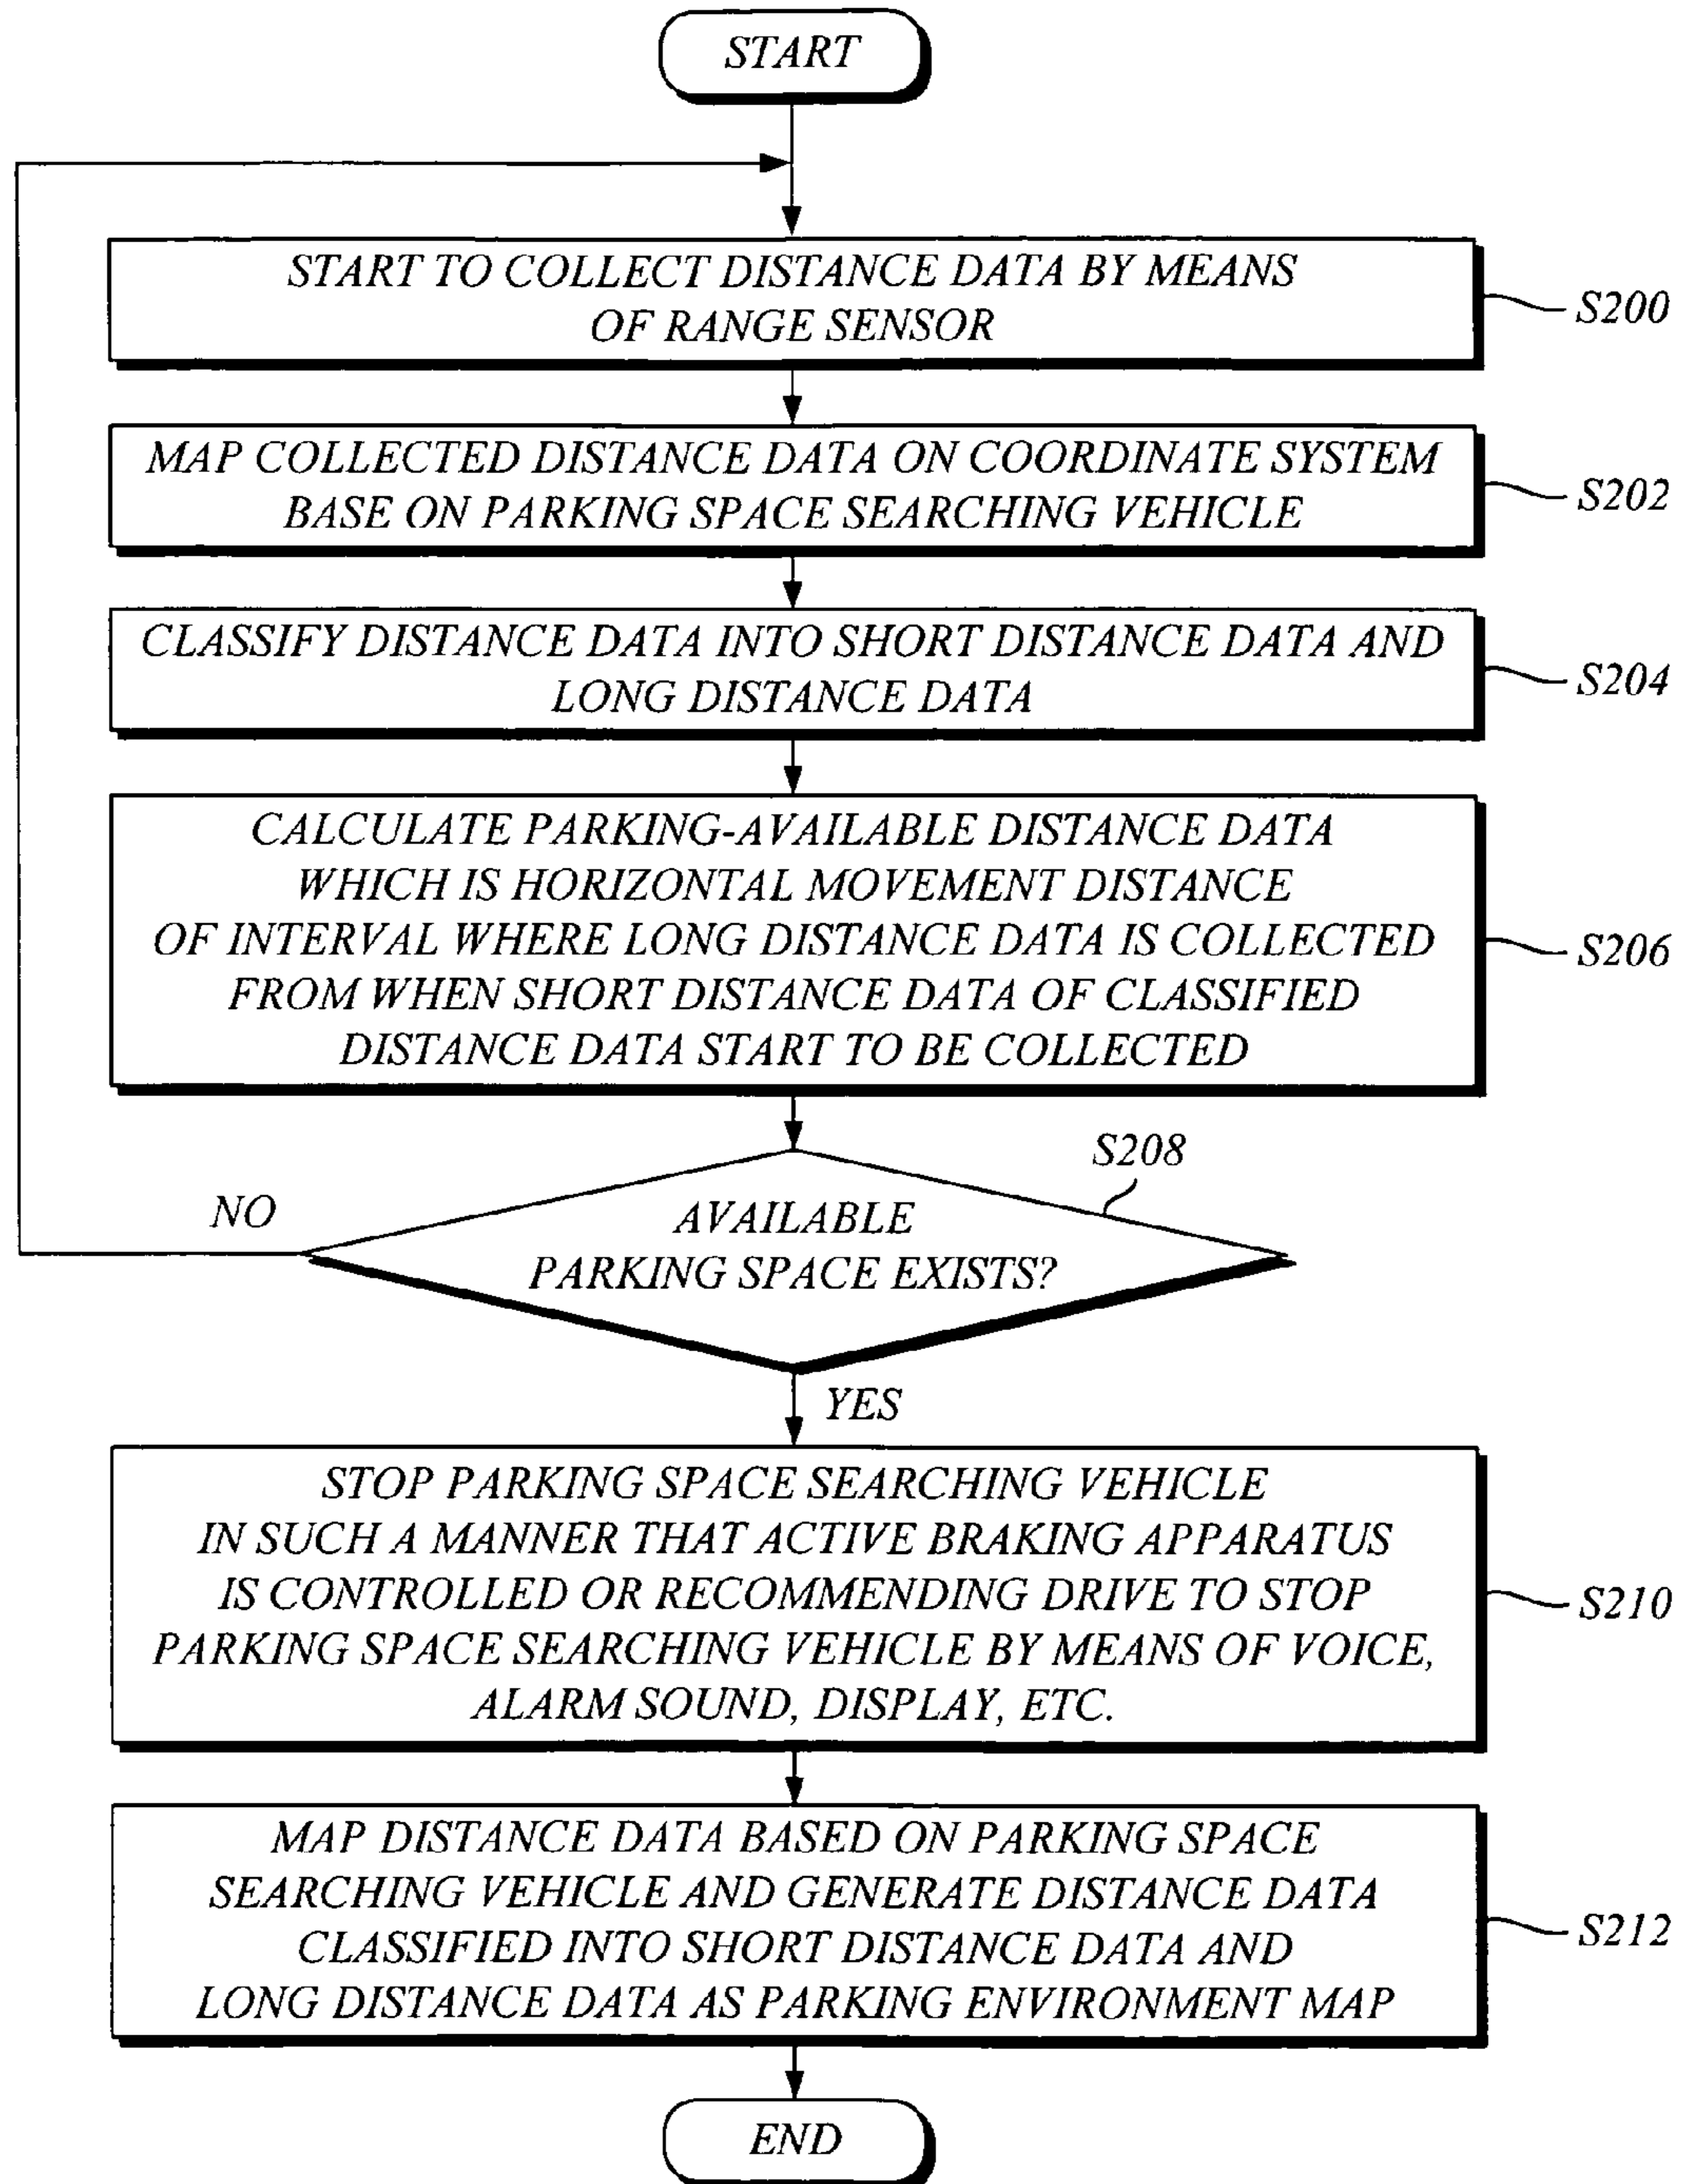 START
START TO COLLECT DISTANCE DATA BY MEANS
OF RANGE SENSOR
S200
MAP COLLECTED DISTANCE DATA ON COORDINATE SYSTEM
BASE ON PARKING SPACE SEARCHING VEHICLE
S202
CLASSIFY DISTANCE DATA INTO SHORT DISTANCE DATA AND
LONG DISTANCE DATA
S204
CALCULATE PARKING-AVAILABLE DISTANCE DATA
WHICH IS HORIZONTAL MOVEMENT DISTANCE
OF INTERVAL WHERE LONG DISTANCE DATA IS COLLECTED
FROM WHEN SHORT DISTANCE DATA OF CLASSIFIED
DISTANCE DATA START TO BE COLLECTED
S206
S208
NO
AVAILABLE
PARKING SPACE EXISTS?
YES
STOP PARKING SPACE SEARCHING VEHICLE
IN SUCH A MANNER THAT ACTIVE BRAKING APPARATUS
IS CONTROLLED OR RECOMMENDING DRIVE TO STOP
PARKING SPACE SEARCHING VEHICLE BY MEANS OF VOICE,
ALARM SOUND, DISPLAY, ETC.
S210
MAP DISTANCE DATA BASED ON PARKING SPACE
SEARCHING VEHICLE AND GENERATE DISTANCE DATA
CLASSIFIED INTO SHORT DISTANCE DATA AND
LONG DISTANCE DATA AS PARKING ENVIRONMENT MAP
S212
END